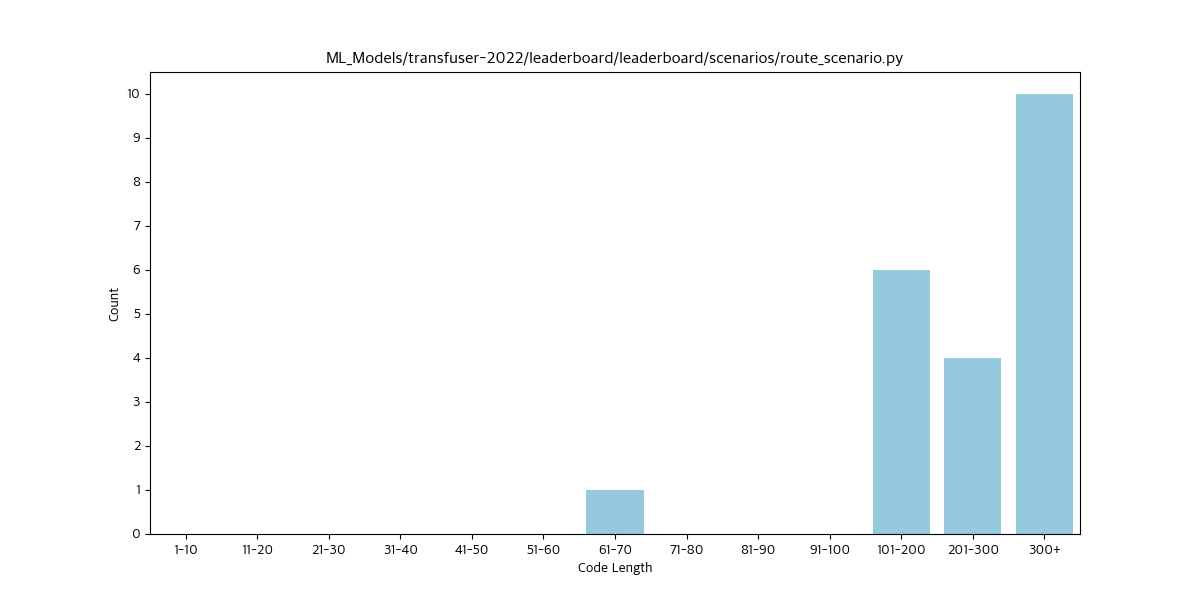 ML_Models/transfuser-2022/leaderboard/leaderboard/scenarios/route_scenario.py
10
9
8
7
6
5
4
3
2
1
0
Count
1-10 11-20 21-30 31-40 41-50 51-60 61-70 71-80 81-90 91-100 101-200 201-300 300+
Code Length